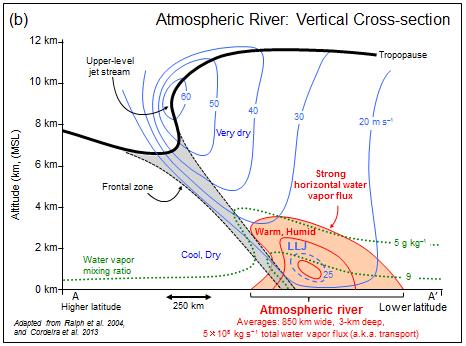 (b)
Atmospheric River: Vertical Cross-section
12 km
Upper-level
jet stream
Tropopause
10 km
60
50
40
30
20 m s⁻¹
8 km
Very dry
Altitude (km, (MSL)
6 km
Strong
horizontal water
vapor flux
Frontal zone
4 km
Warm, Humid
5 g kg⁻¹
LLJ
2 km
Water vapor
mixing ratio
Cool, Dry
25
9
0 km
A
A'
Higher latitude
250 km
Atmospheric river
Lower latitude
Adapted from Ralph et al. 2004,
and Cordeira et al. 2013
Averages: 850 km wide, 3-km deep,
5 × 10⁸ kg s⁻¹ total water vapor flux (a.k.a. transport)